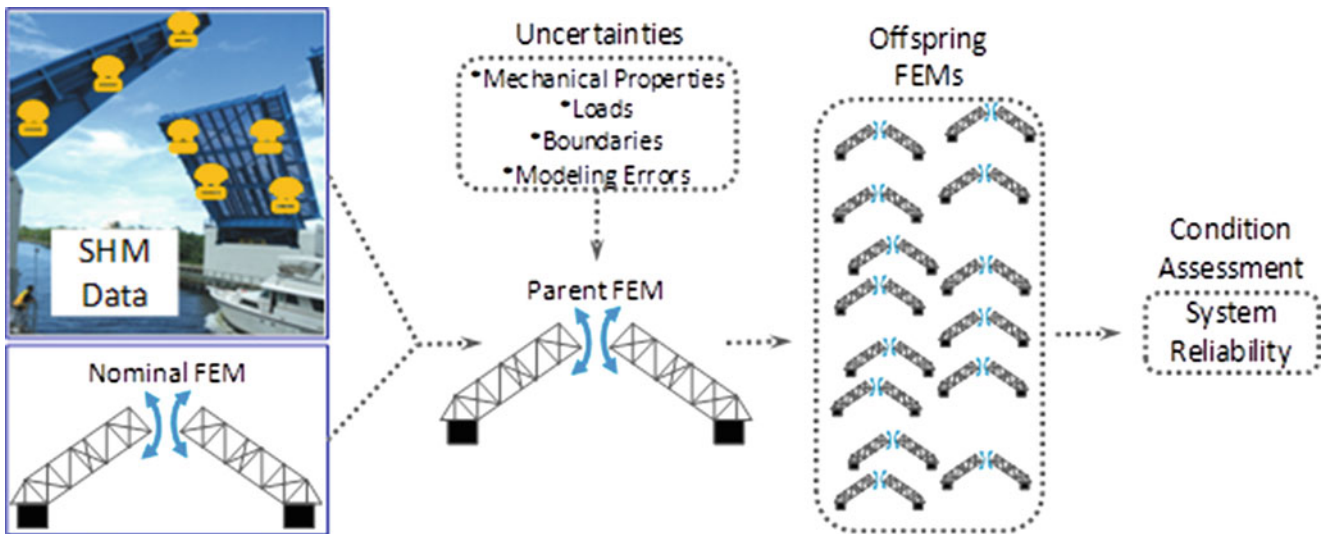 SHM
Data
Nominal FEM
Uncertainties
*Mechanical Properties
*Loads
*Boundaries
*Modeling Errors
Parent FEM
Offspring
FEMs
Condition
Assessment
System
Reliability